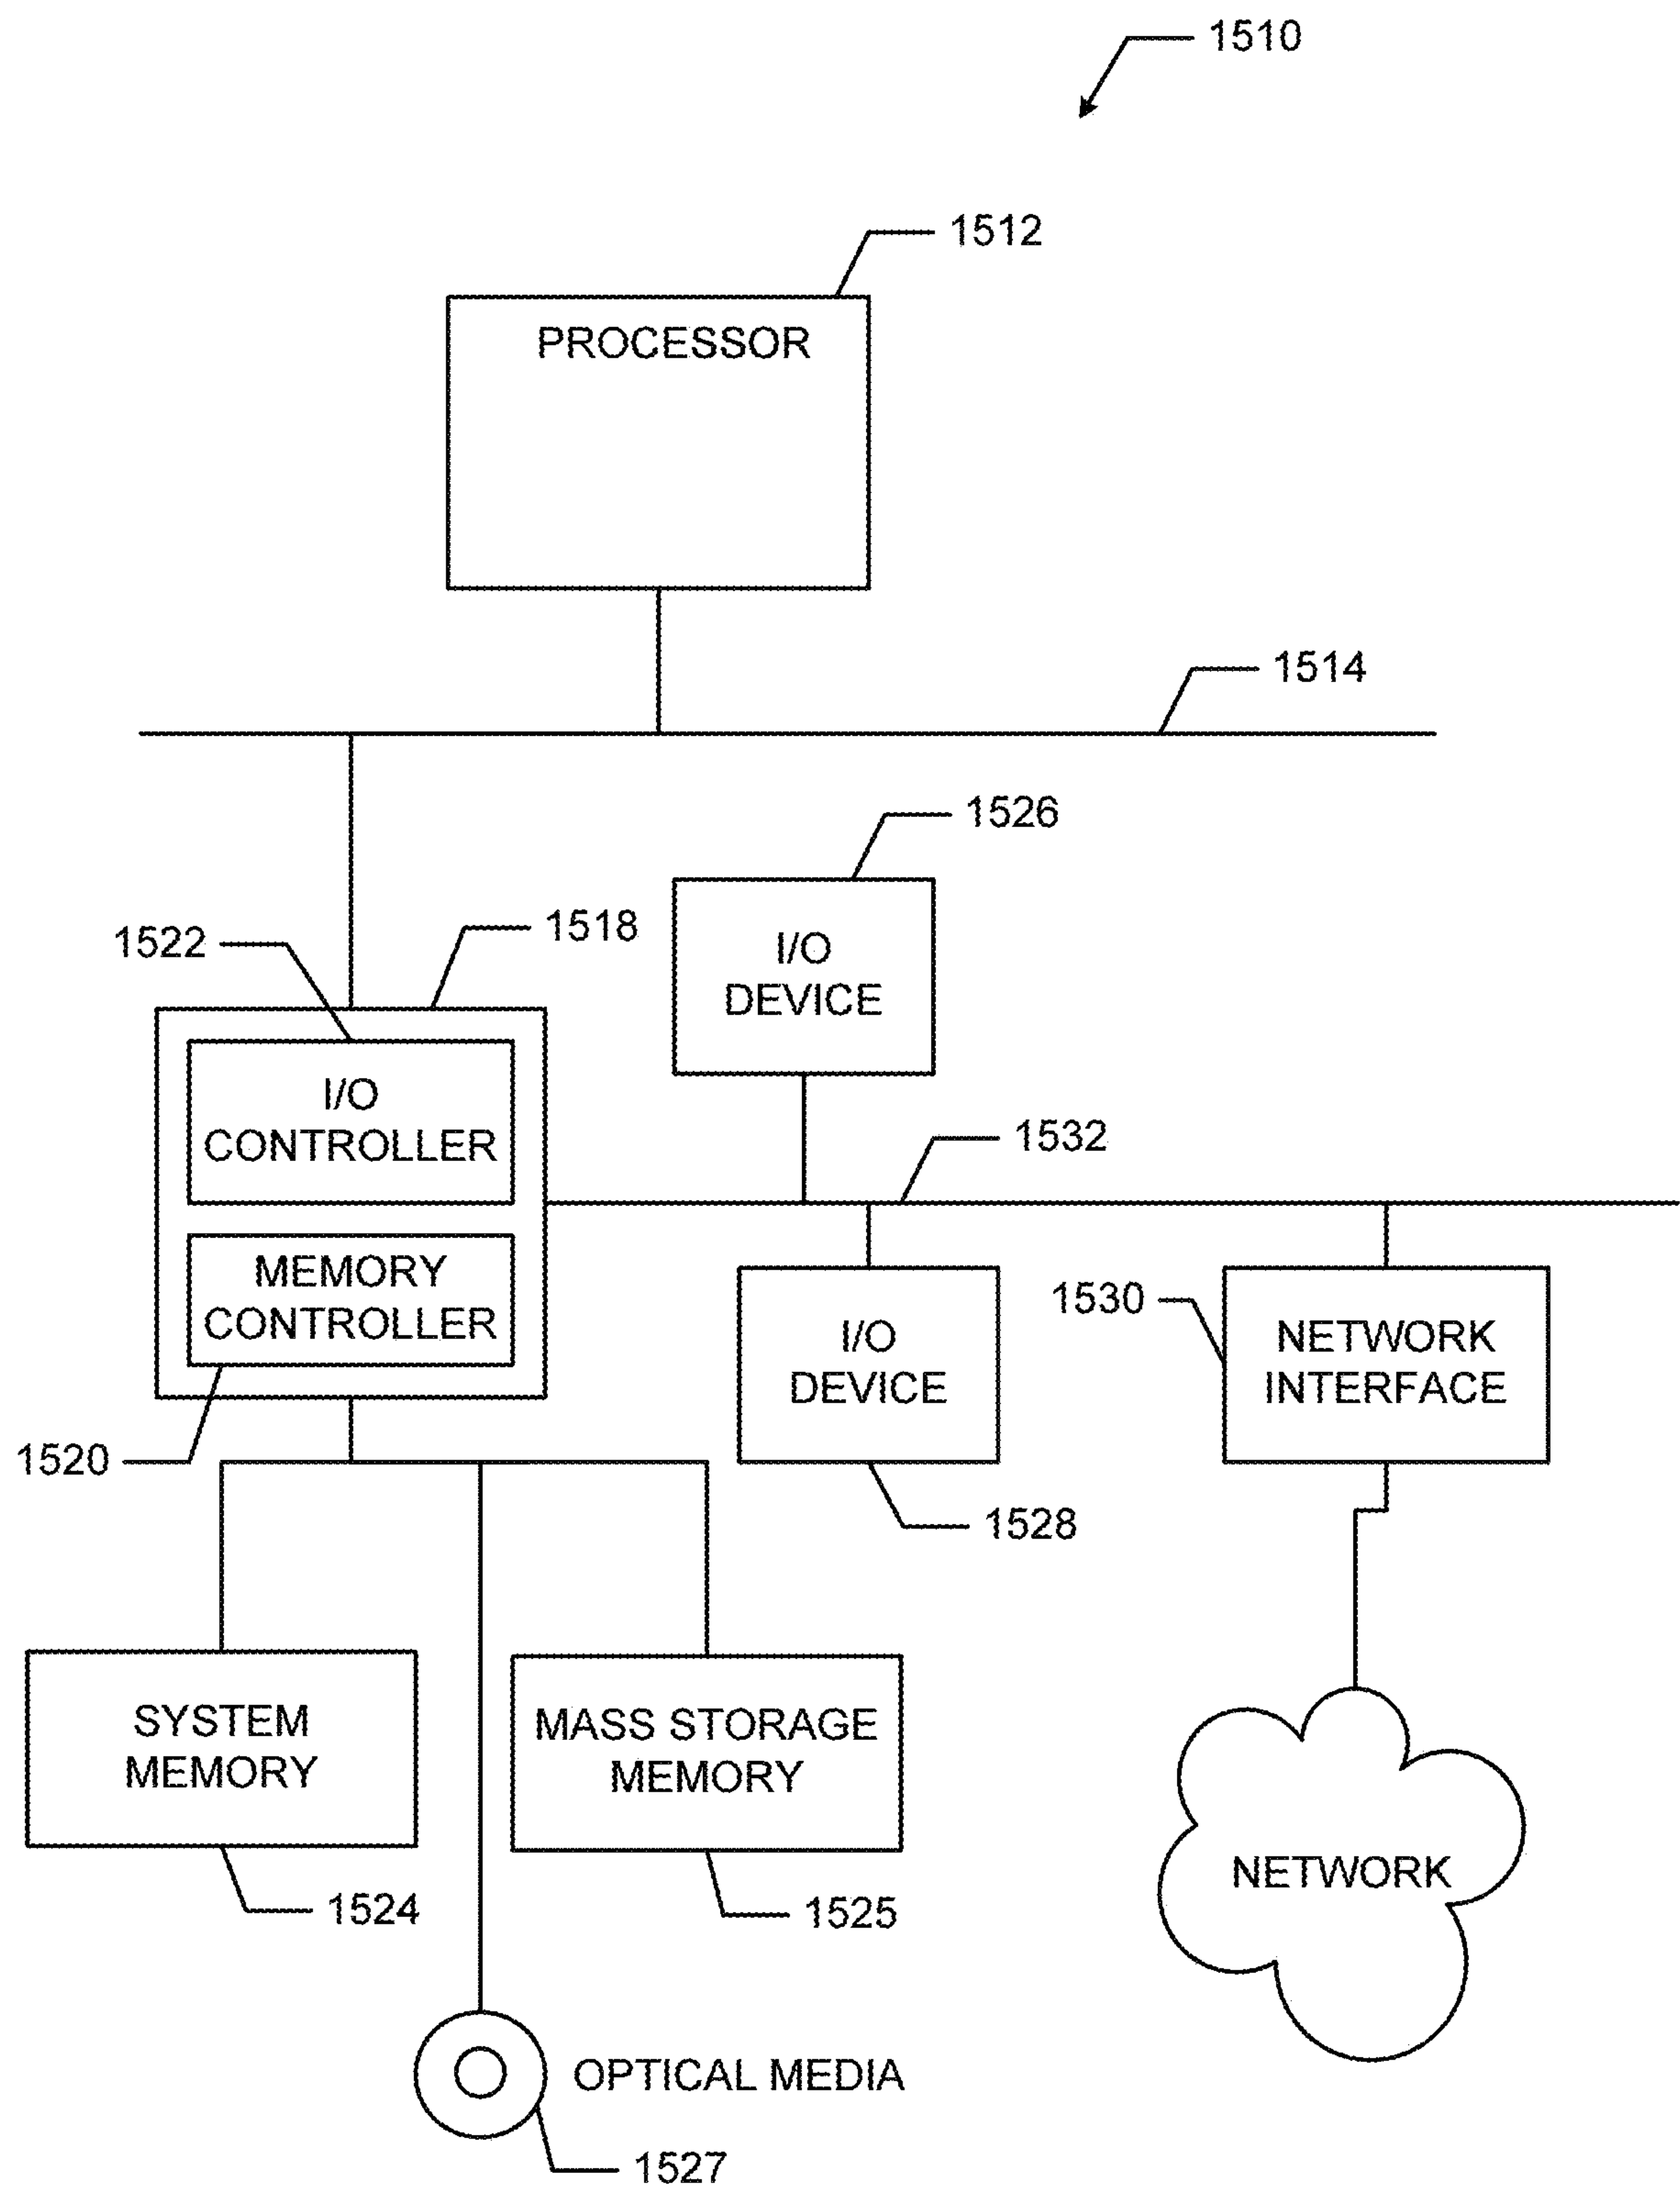 1510
1512
PROCESSOR
1514
1526
1522
1518
I/O
DEVICE
I/O
CONTROLLER
1532
MEMORY
CONTROLLER
1530
I/O
DEVICE
NETWORK
INTERFACE
1520
1528
SYSTEM
MEMORY
MASS STORAGE
MEMORY
NETWORK
1524
1525
OPTICAL MEDIA
1527